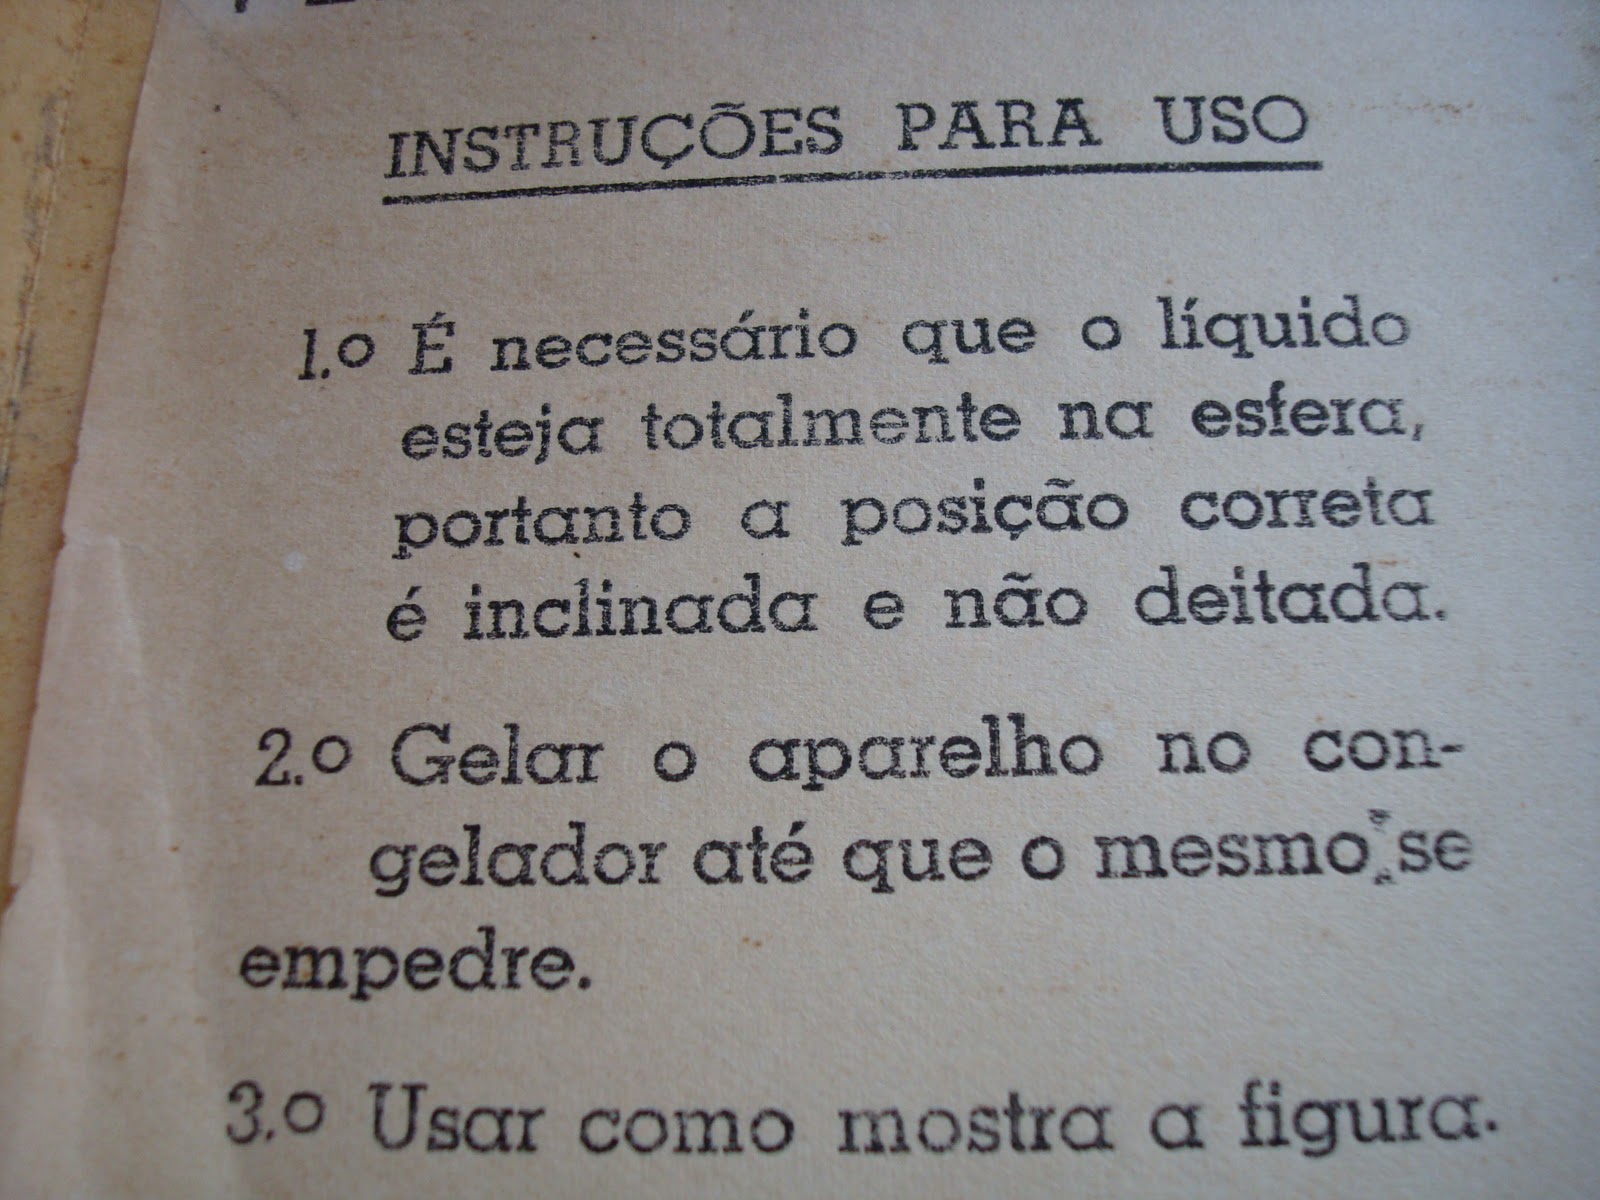 INSTRUÇÕES PARA USO
1.º É necessário que o líquido
esteja totalmente na esfera,
portanto a posição correta
é inclinada e não deitada.
2.º Gelar o aparelho no con-
gelador até que o mesmo se
empedre.
3.º Usar como mostra a figura.